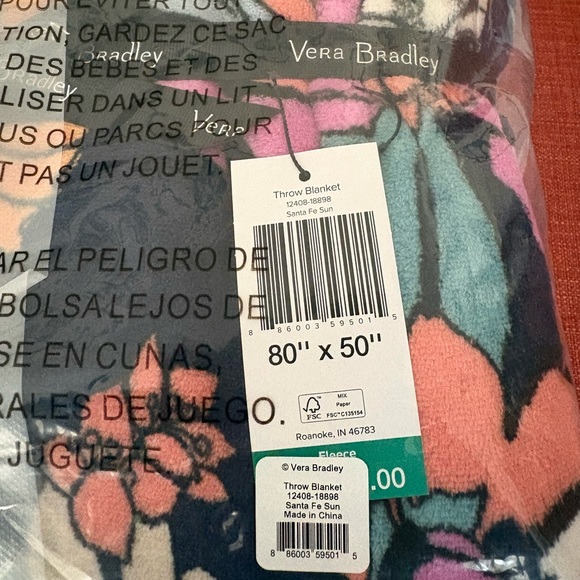 POUR ÉVITER TOUT
TION, GARDEZ CE SAC
DES BÉBÉS ET DES
LISER DANS UN LIT
US OU PARCS POUR
T PAS UN JOUET.
AR EL PELIGRO DE
BOLSA LEJOS DE
SE EN CUNAS,
RALES DE JUEGO.
JUGUETE.
Bradley
Vera Bradley
Bradley
Vera
Throw Blanket
12408-18898
Santa Fe Sun
8 86003 59501 5
80" x 50"
FSC
MIX
Paper
FSC™ C135154
Roanoke, IN 46783
Fleece
.00
© Vera Bradley
Throw Blanket
12408-18898
Santa Fe Sun
Made in China
8 86003 59501 5